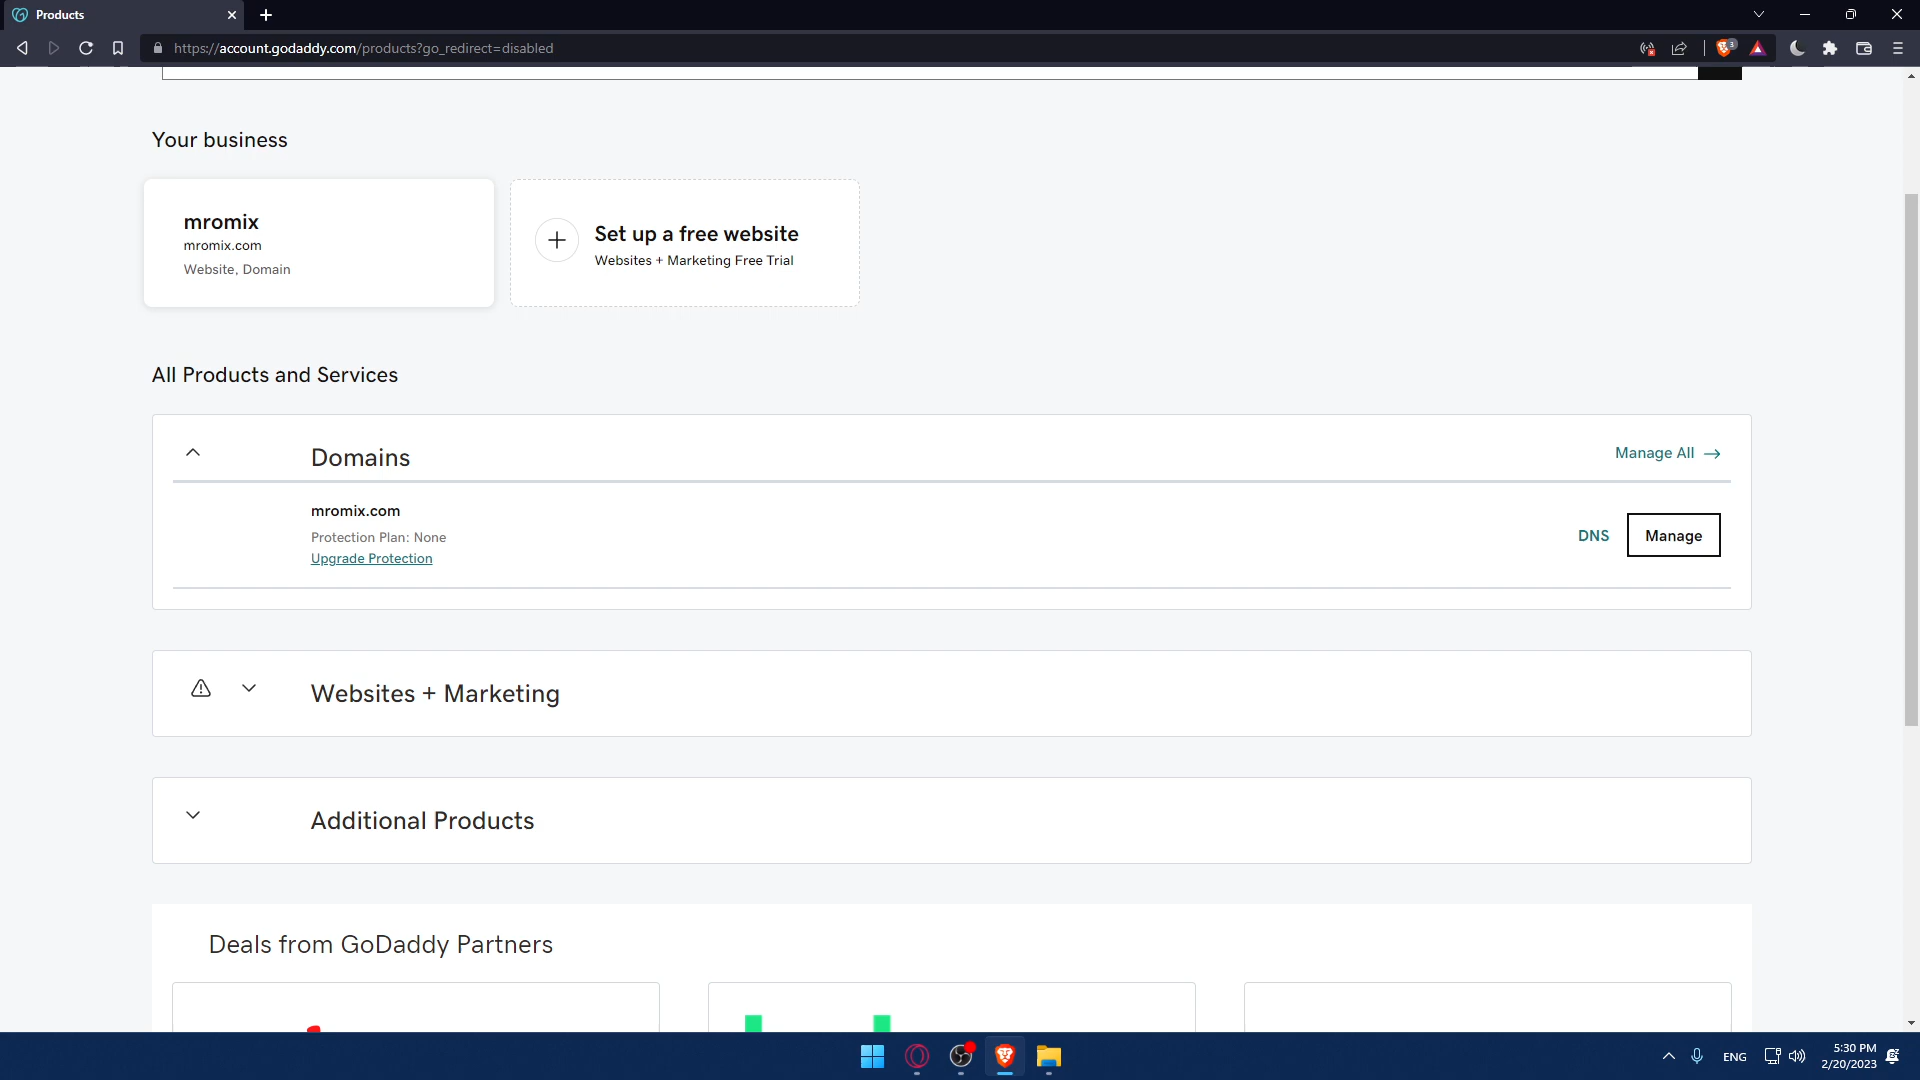 Products
https://account.godaddy.com/products?go_redirect=disabled
3
Your business
mromix
mromix.com
Website, Domain
Set up a free website
Websites + Marketing Free Trial
All Products and Services
Domains
Manage All →
mromix.com
Protection Plan: None
Upgrade Protection
DNS
Manage
Websites + Marketing
Additional Products
Deals from GoDaddy Partners
ENG
5:30 PM
2/20/2023